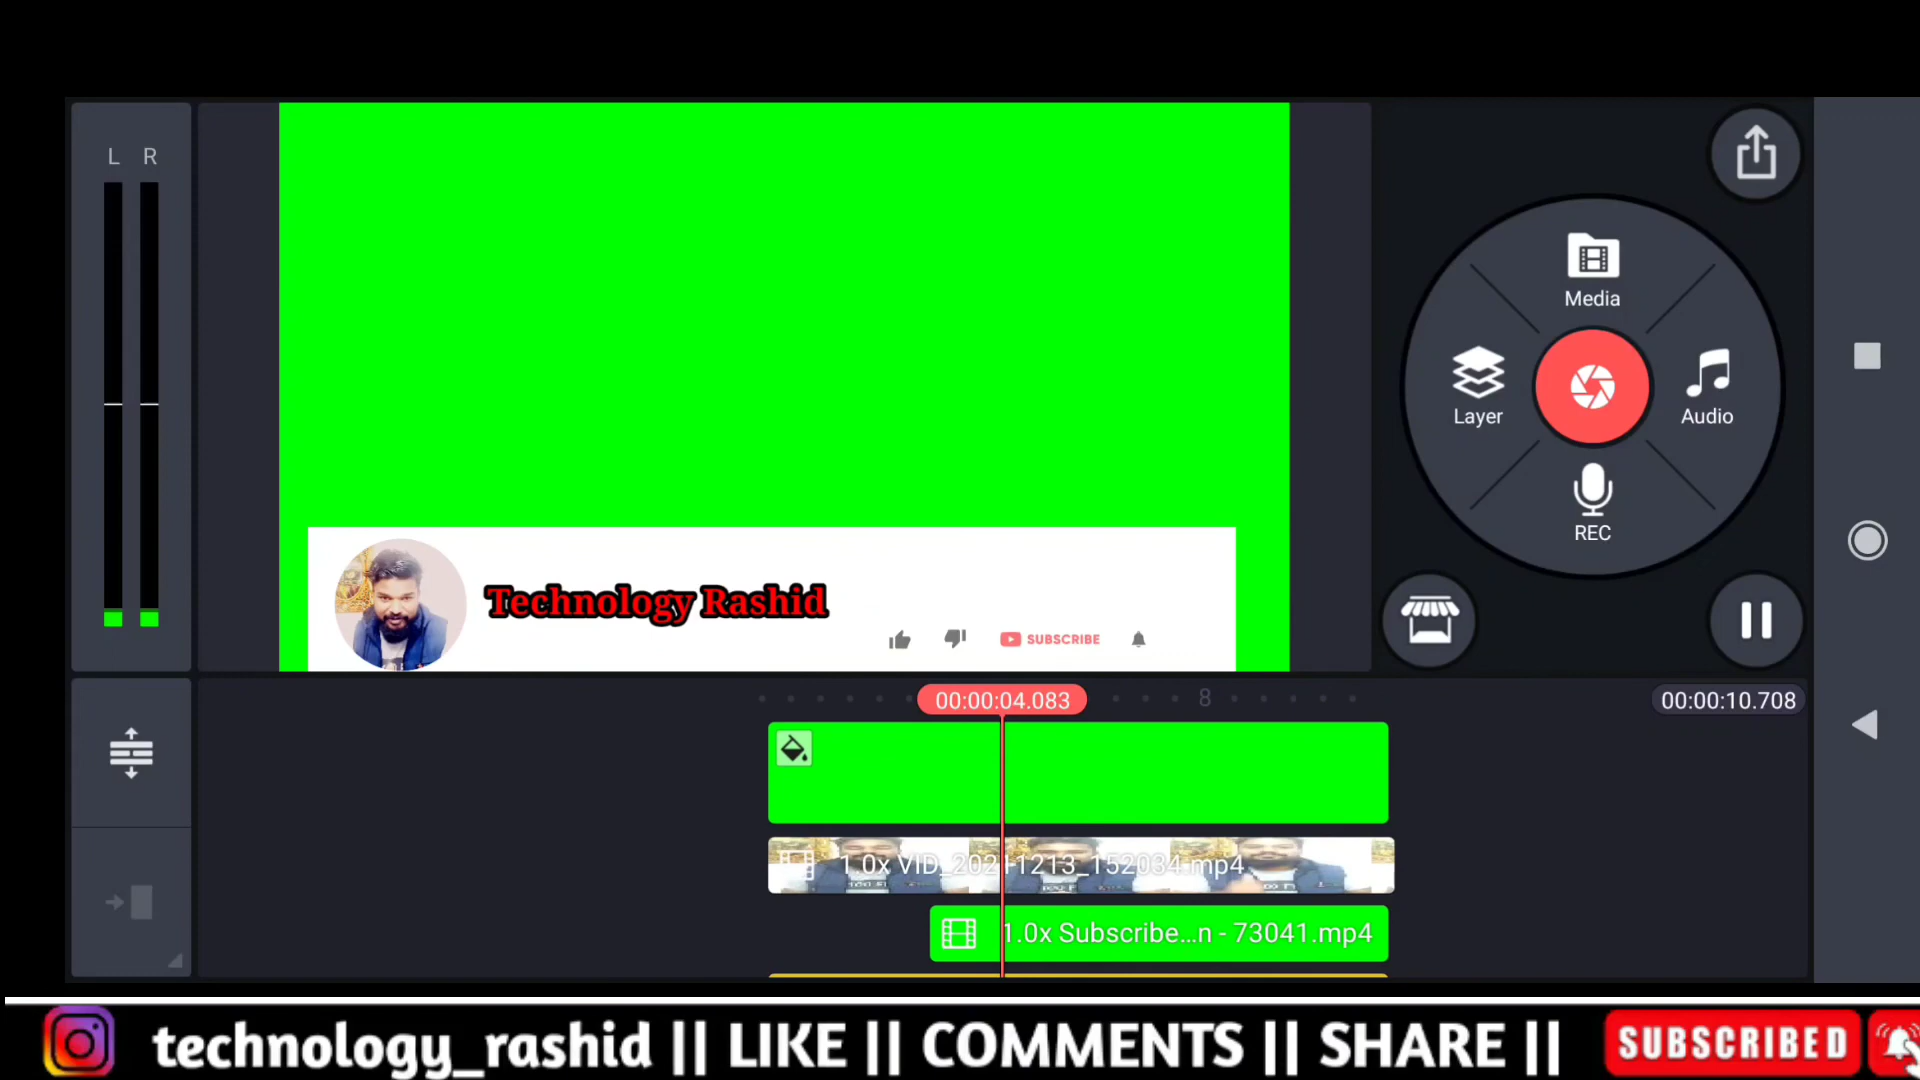 L R
Media
Layer
Audio
REC
Technology Rashid
SUBSCRIBE
00:00:04.083
8
00:00:10.708
1.0x VID_20211213_152034.mp4
1.0x Subscribe...n - 73041.mp4
technology_rashid || LIKE || COMMENTS || SHARE ||
SUBSCRIBED